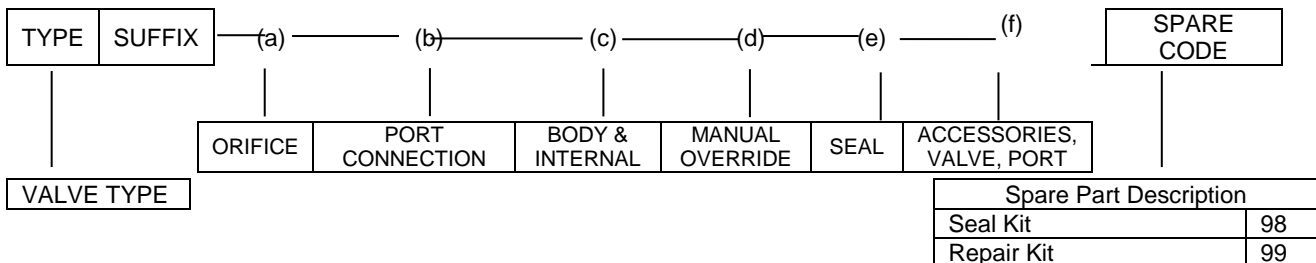 TYPE SUFFIX (a) (b) (c) (d) (e) (f) SPARE
CODE
ORIFICE PORT
CONNECTION BODY &
INTERNAL MANUAL
OVERRIDE SEAL ACCESSORIES,
VALVE, PORT
VALVE TYPE
Spare Part Description
Seal Kit 98
Repair Kit 99